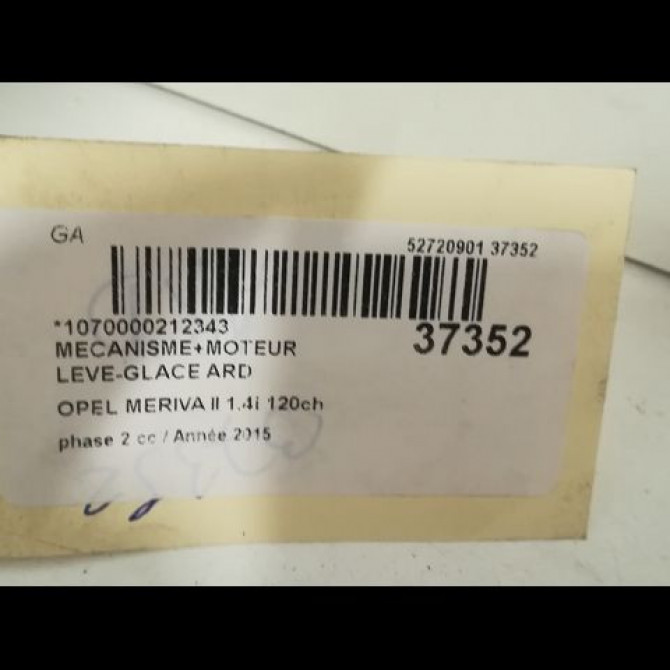 GA
52720901 37352
*1070000212343
37352
MECANISME+MOTEUR
LEVE-GLACE ARD
OPEL MERIVA II 1.4i 120ch
phase 2 cc / Année 2015